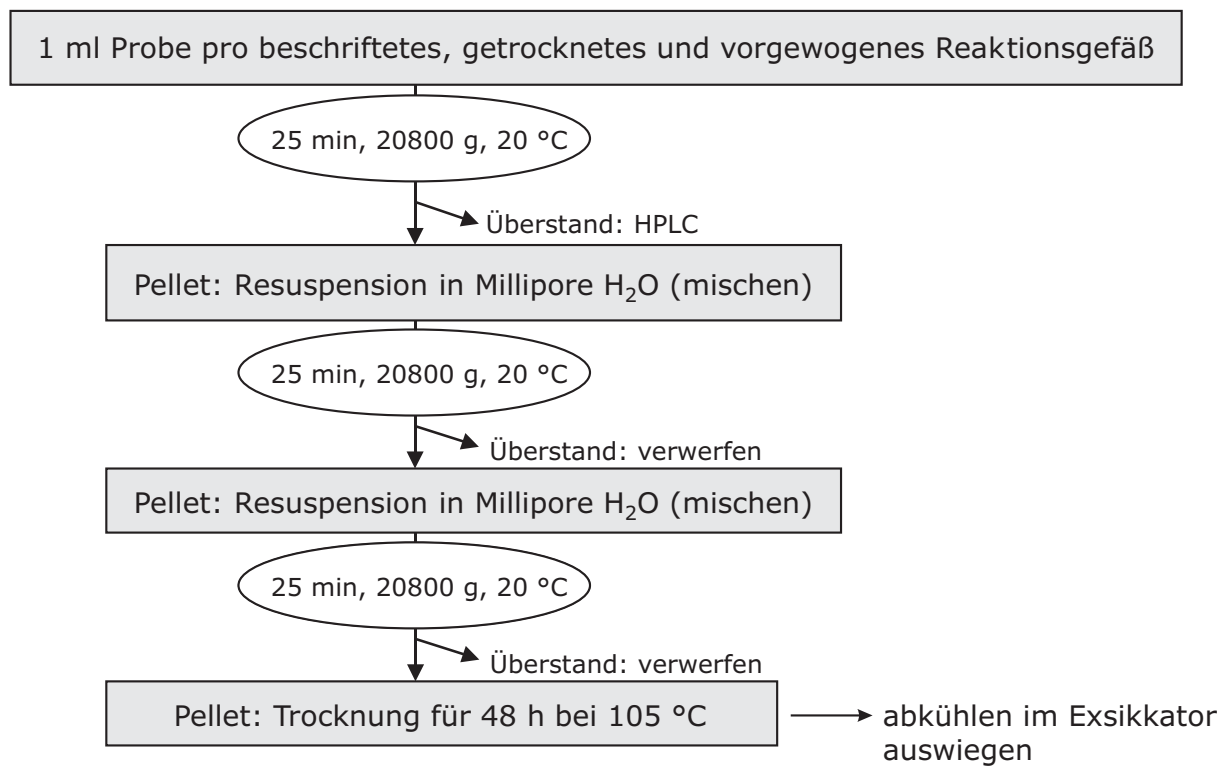 1 ml Probe pro beschriftetes, getrocknetes und vorgewogenes Reaktionsgefäß
25 min, 20800 g, 20 °C
Überstand: HPLC
Pellet: Resuspension in Millipore H₂O (mischen)
25 min, 20800 g, 20 °C
Überstand: verwerfen
Pellet: Resuspension in Millipore H₂O (mischen)
25 min, 20800 g, 20 °C
Überstand: verwerfen
Pellet: Trocknung für 48 h bei 105 °C
abkühlen im Exsikkator
auswiegen